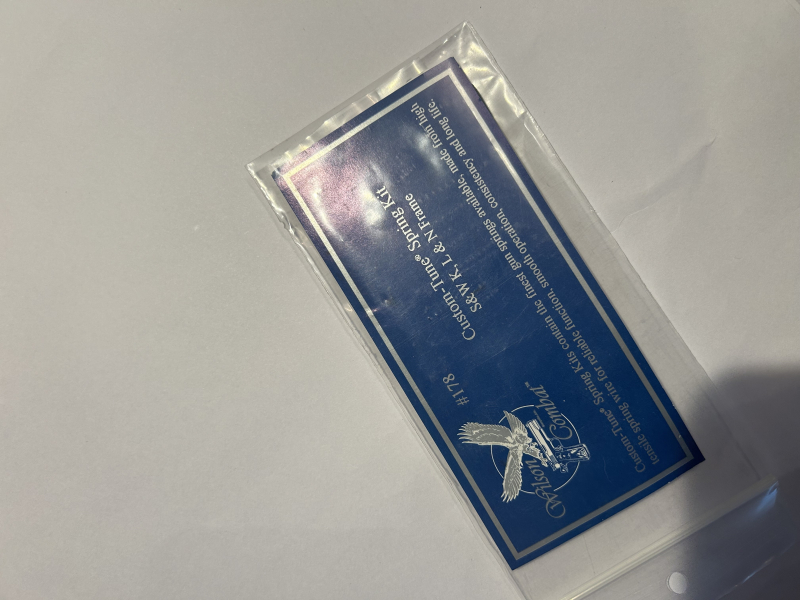 Wilson
Combat™
#178
Custom-Tune® Spring Kit
S&W K, L & N Frame
Custom-Tune® Spring Kits contain the finest gun springs available, made from high
tensile spring wire for reliable function, smooth operation, consistency and long life.